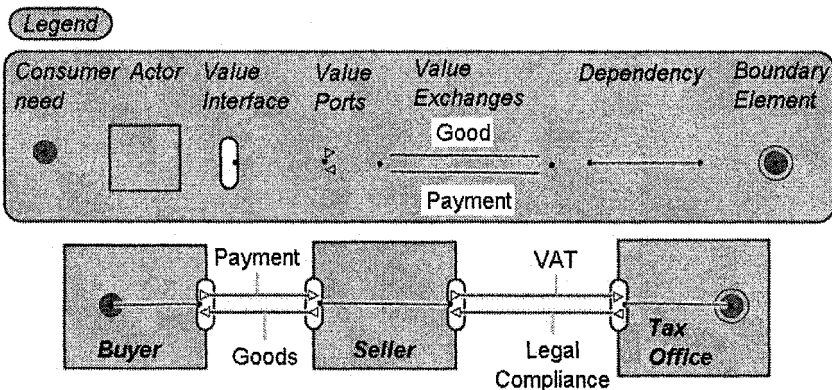 Legend
Consumer need
Actor
Value Interface
Value Ports
Value Exchanges
Dependency
Boundary Element
Good
Payment
Payment
VAT
Buyer
Goods
Seller
Legal Compliance
Tax Office